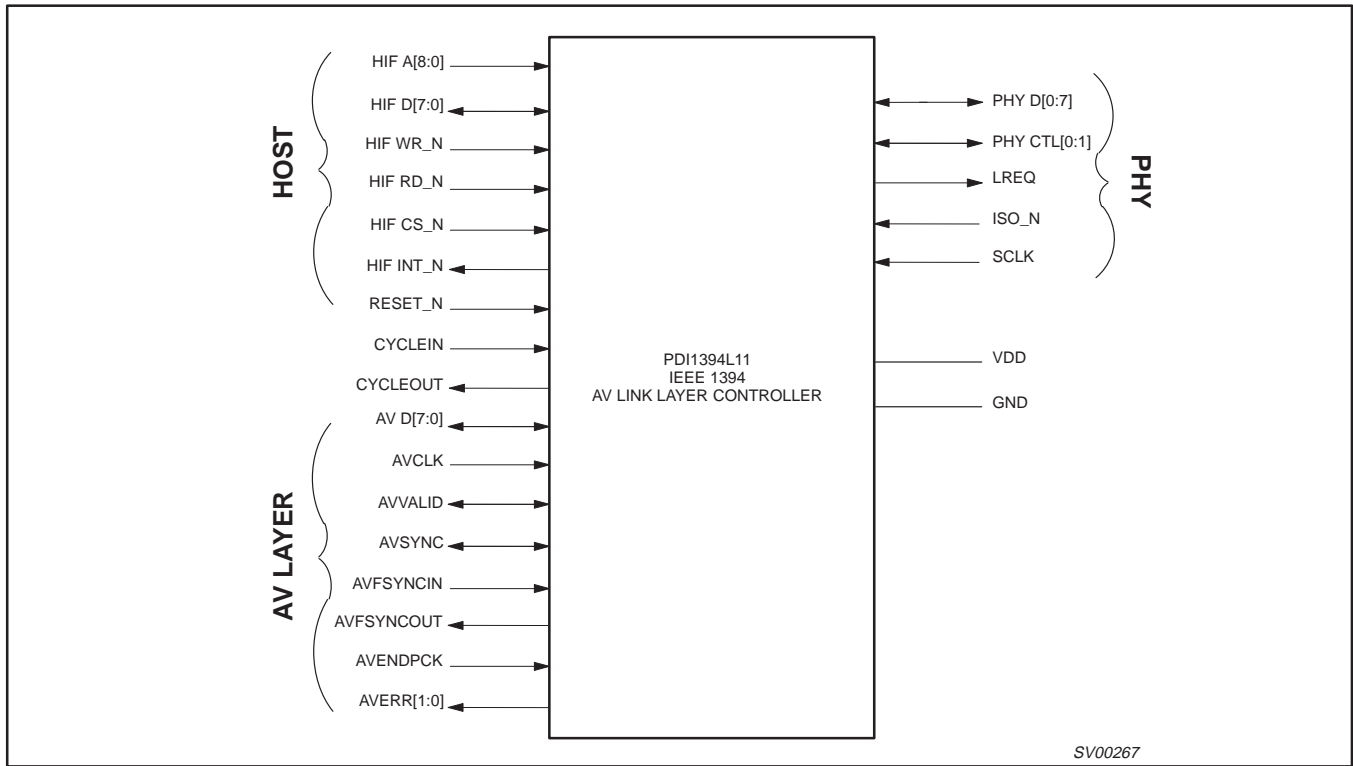 HOST
HIF A[8:0]
HIF D[7:0]
HIF WR_N
HIF RD_N
HIF CS_N
HIF INT_N
RESET_N
CYCLEIN
CYCLEOUT
AV LAYER
AV D[7:0]
AVCLK
AVVALID
AVSYNC
AVFSYNCIN
AVFSYNCOUT
AVENDPCK
AVERR[1:0]
PDI1394L11
IEEE 1394
AV LINK LAYER CONTROLLER
PHY D[0:7]
PHY CTL[0:1]
LREQ
ISO_N
SCLK
PHY
VDD
GND
SV00267